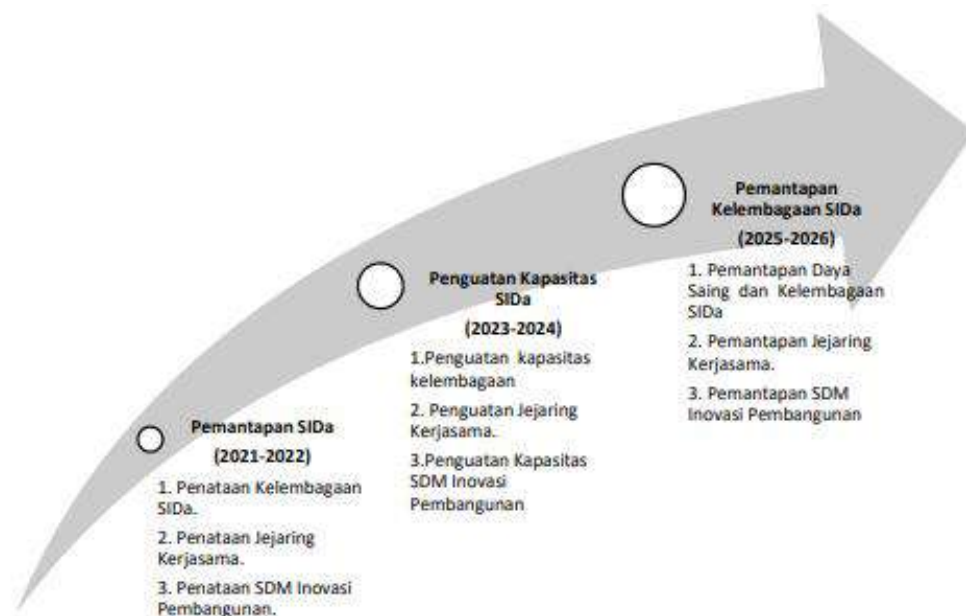 Pemantapan SIDa
(2021-2022)
1. Penataan Kelembagaan
SIDa.
2. Penataan Jejaring
Kerjasama.
3. Penataan SDM Inovasi
Pembangunan.
Penguatan Kapasitas
SIDa
(2023-2024)
1.Penguatan kapasitas
kelembagaan
2. Penguatan Jejaring
Kerjasama.
3.Penguatan Kapasitas
SDM Inovasi
Pembangunan
Pemantapan
Kelembagaan SIDa
(2025-2026)
1. Pemantapan Daya
Saing dan Kelembagaan
SIDa
2. Pemantapan Jejaring
Kerjasama.
3. Pemantapan SDM
Inovasi Pembangunan